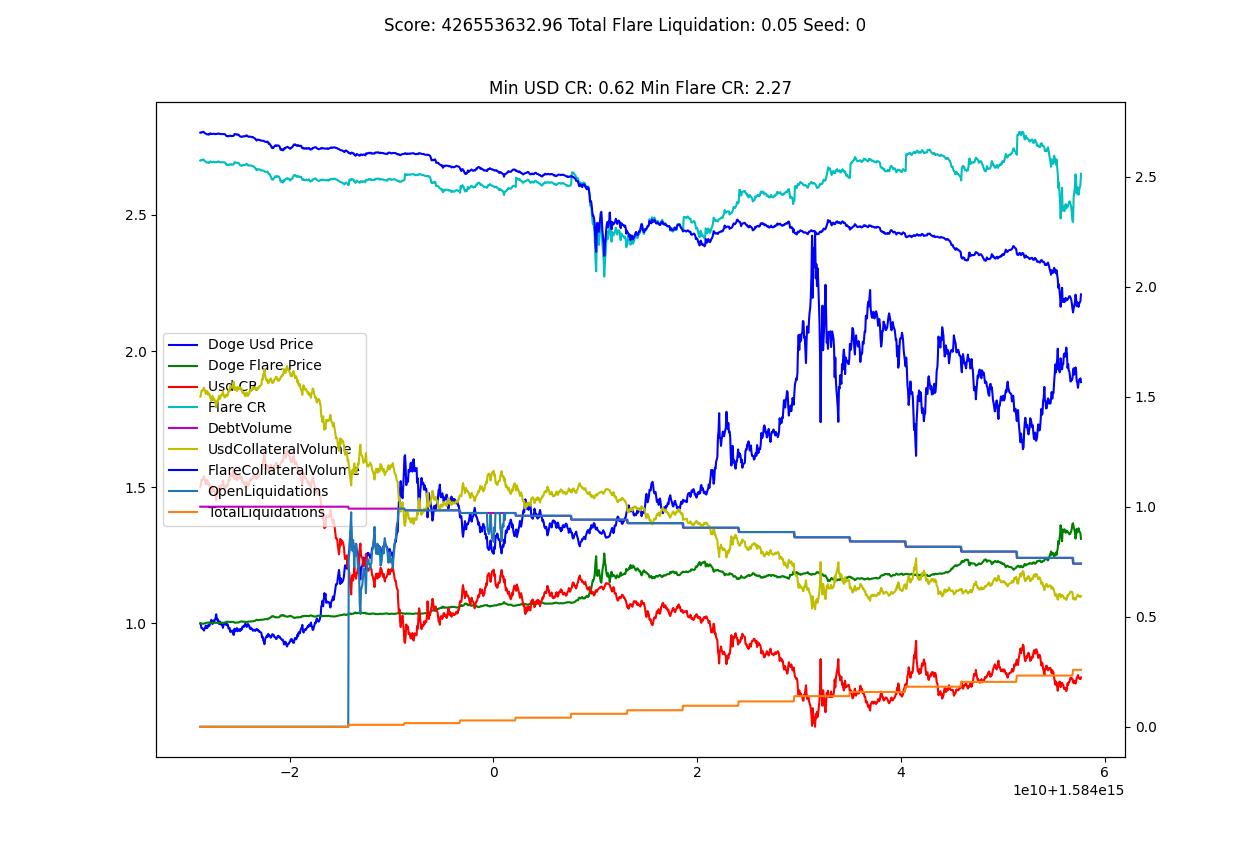 Score: 426553632.96 Total Flare Liquidation: 0.05 Seed: 0
Min USD CR: 0.62 Min Flare CR: 2.27
2.5
2.0
1.5
1.0
Doge Usd Price
Doge Flare Price
Usd CR
Flare CR
DebtVolume
UsdCollateralVolume
FlareCollateralVolume
OpenLiquidations
TotalLiquidations
2.5
2.0
1.5
1.0
0.5
0.0
−2
0
2
4
6
1e10+1.584e15